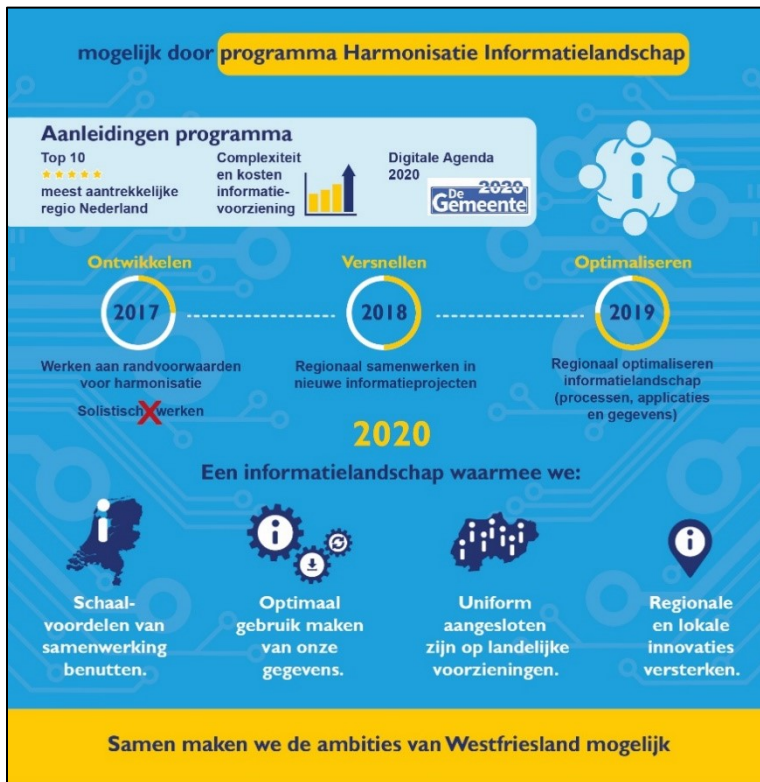 mogelijk door programma Harmonisatie Informatielandschap
Aanleidingen programma
Top 10
meest aantrekkelijke
regio Nederland
Complexiteit
en kosten
informatie-
voorziening
Digitale Agenda
2020
De 2020
Gemeente
Ontwikkelen
2017
Werken aan randvoorwaarden
voor harmonisatie
Solistisch werken
Versnellen
2018
Regionaal samenwerken in
nieuwe informatieprojecten
Optimaliseren
2019
Regionaal optimaliseren
informatielandschap
(processen, applicaties
en gegevens)
2020
Een informatielandschap waarmee we:
Schaal-
voordelen van
samenwerking
benutten.
Optimaal
gebruik maken
van onze
gegevens.
Uniform
aangesloten
zijn op landelijke
voorzieningen.
Regionale
en lokale
innovaties
versterken.
Samen maken we de ambities van Westfriesland mogelijk